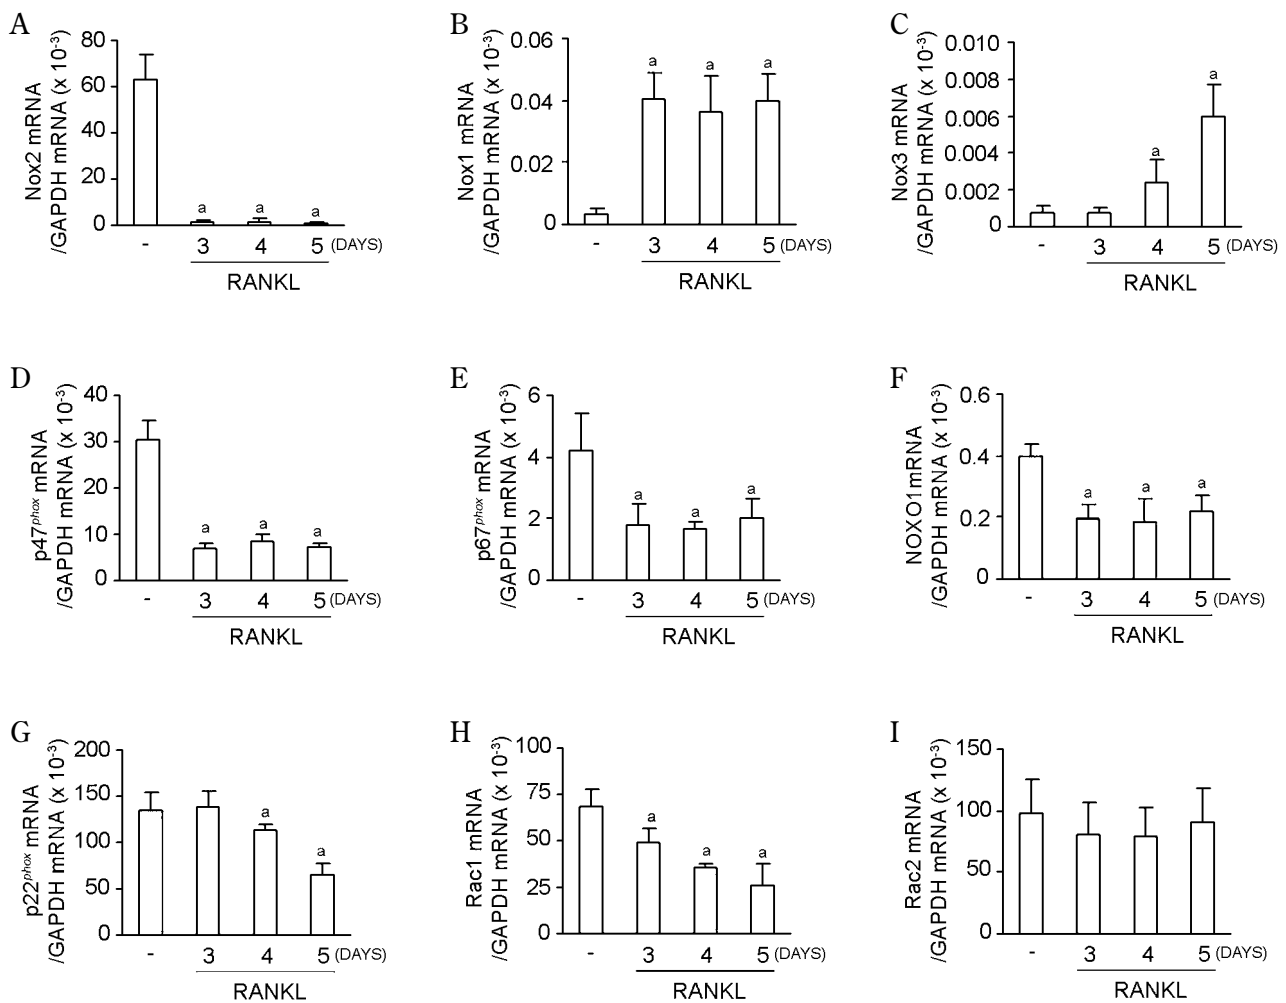 A
Nox2 mRNA
/GAPDH mRNA (x 10-3)
80
60
40
20
0
a a a
- 3 4 5 (DAYS)
RANKL
B
Nox1 mRNA
/GAPDH mRNA (x 10-3)
0.06
0.04
0.02
0
a a a
- 3 4 5 (DAYS)
RANKL
C
Nox3 mRNA
/GAPDH mRNA (x 10-3)
0.010
0.008
0.006
0.004
0.002
0
a a
- 3 4 5 (DAYS)
RANKL
D
p47phox mRNA
/GAPDH mRNA (x 10-3)
40
30
20
10
0
a a a
- 3 4 5 (DAYS)
RANKL
E
p67phox mRNA
/GAPDH mRNA (x 10-3)
6
4
2
0
a a a
- 3 4 5 (DAYS)
RANKL
F
NOXO1 mRNA
/GAPDH mRNA (x 10-3)
0.6
0.4
0.2
0
a a a
- 3 4 5 (DAYS)
RANKL
G
p22phox mRNA
/GAPDH mRNA (x 10-3)
200
150
100
50
0
a a
- 3 4 5 (DAYS)
RANKL
H
Rac1 mRNA
/GAPDH mRNA (x 10-3)
100
75
50
25
0
a a a
- 3 4 5 (DAYS)
RANKL
I
Rac2 mRNA
/GAPDH mRNA (x 10-3)
150
100
50
0
- 3 4 5 (DAYS)
RANKL